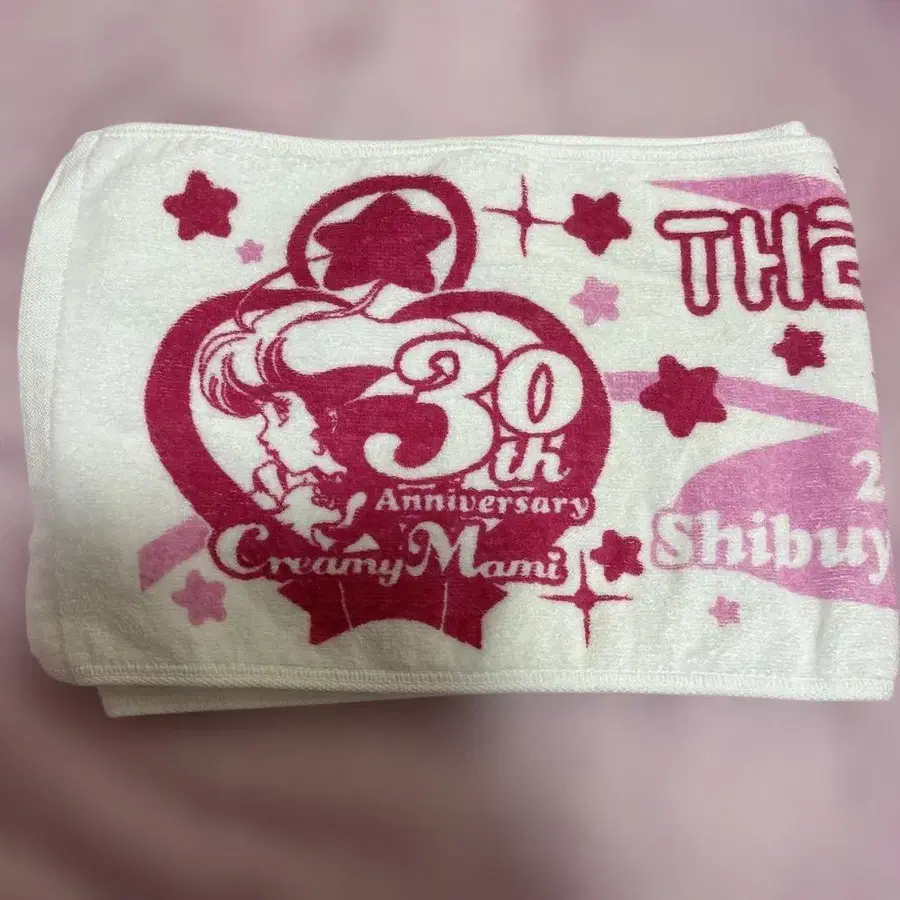 30th
Anniversary
Creamy Mami
THE
2
Shibuy